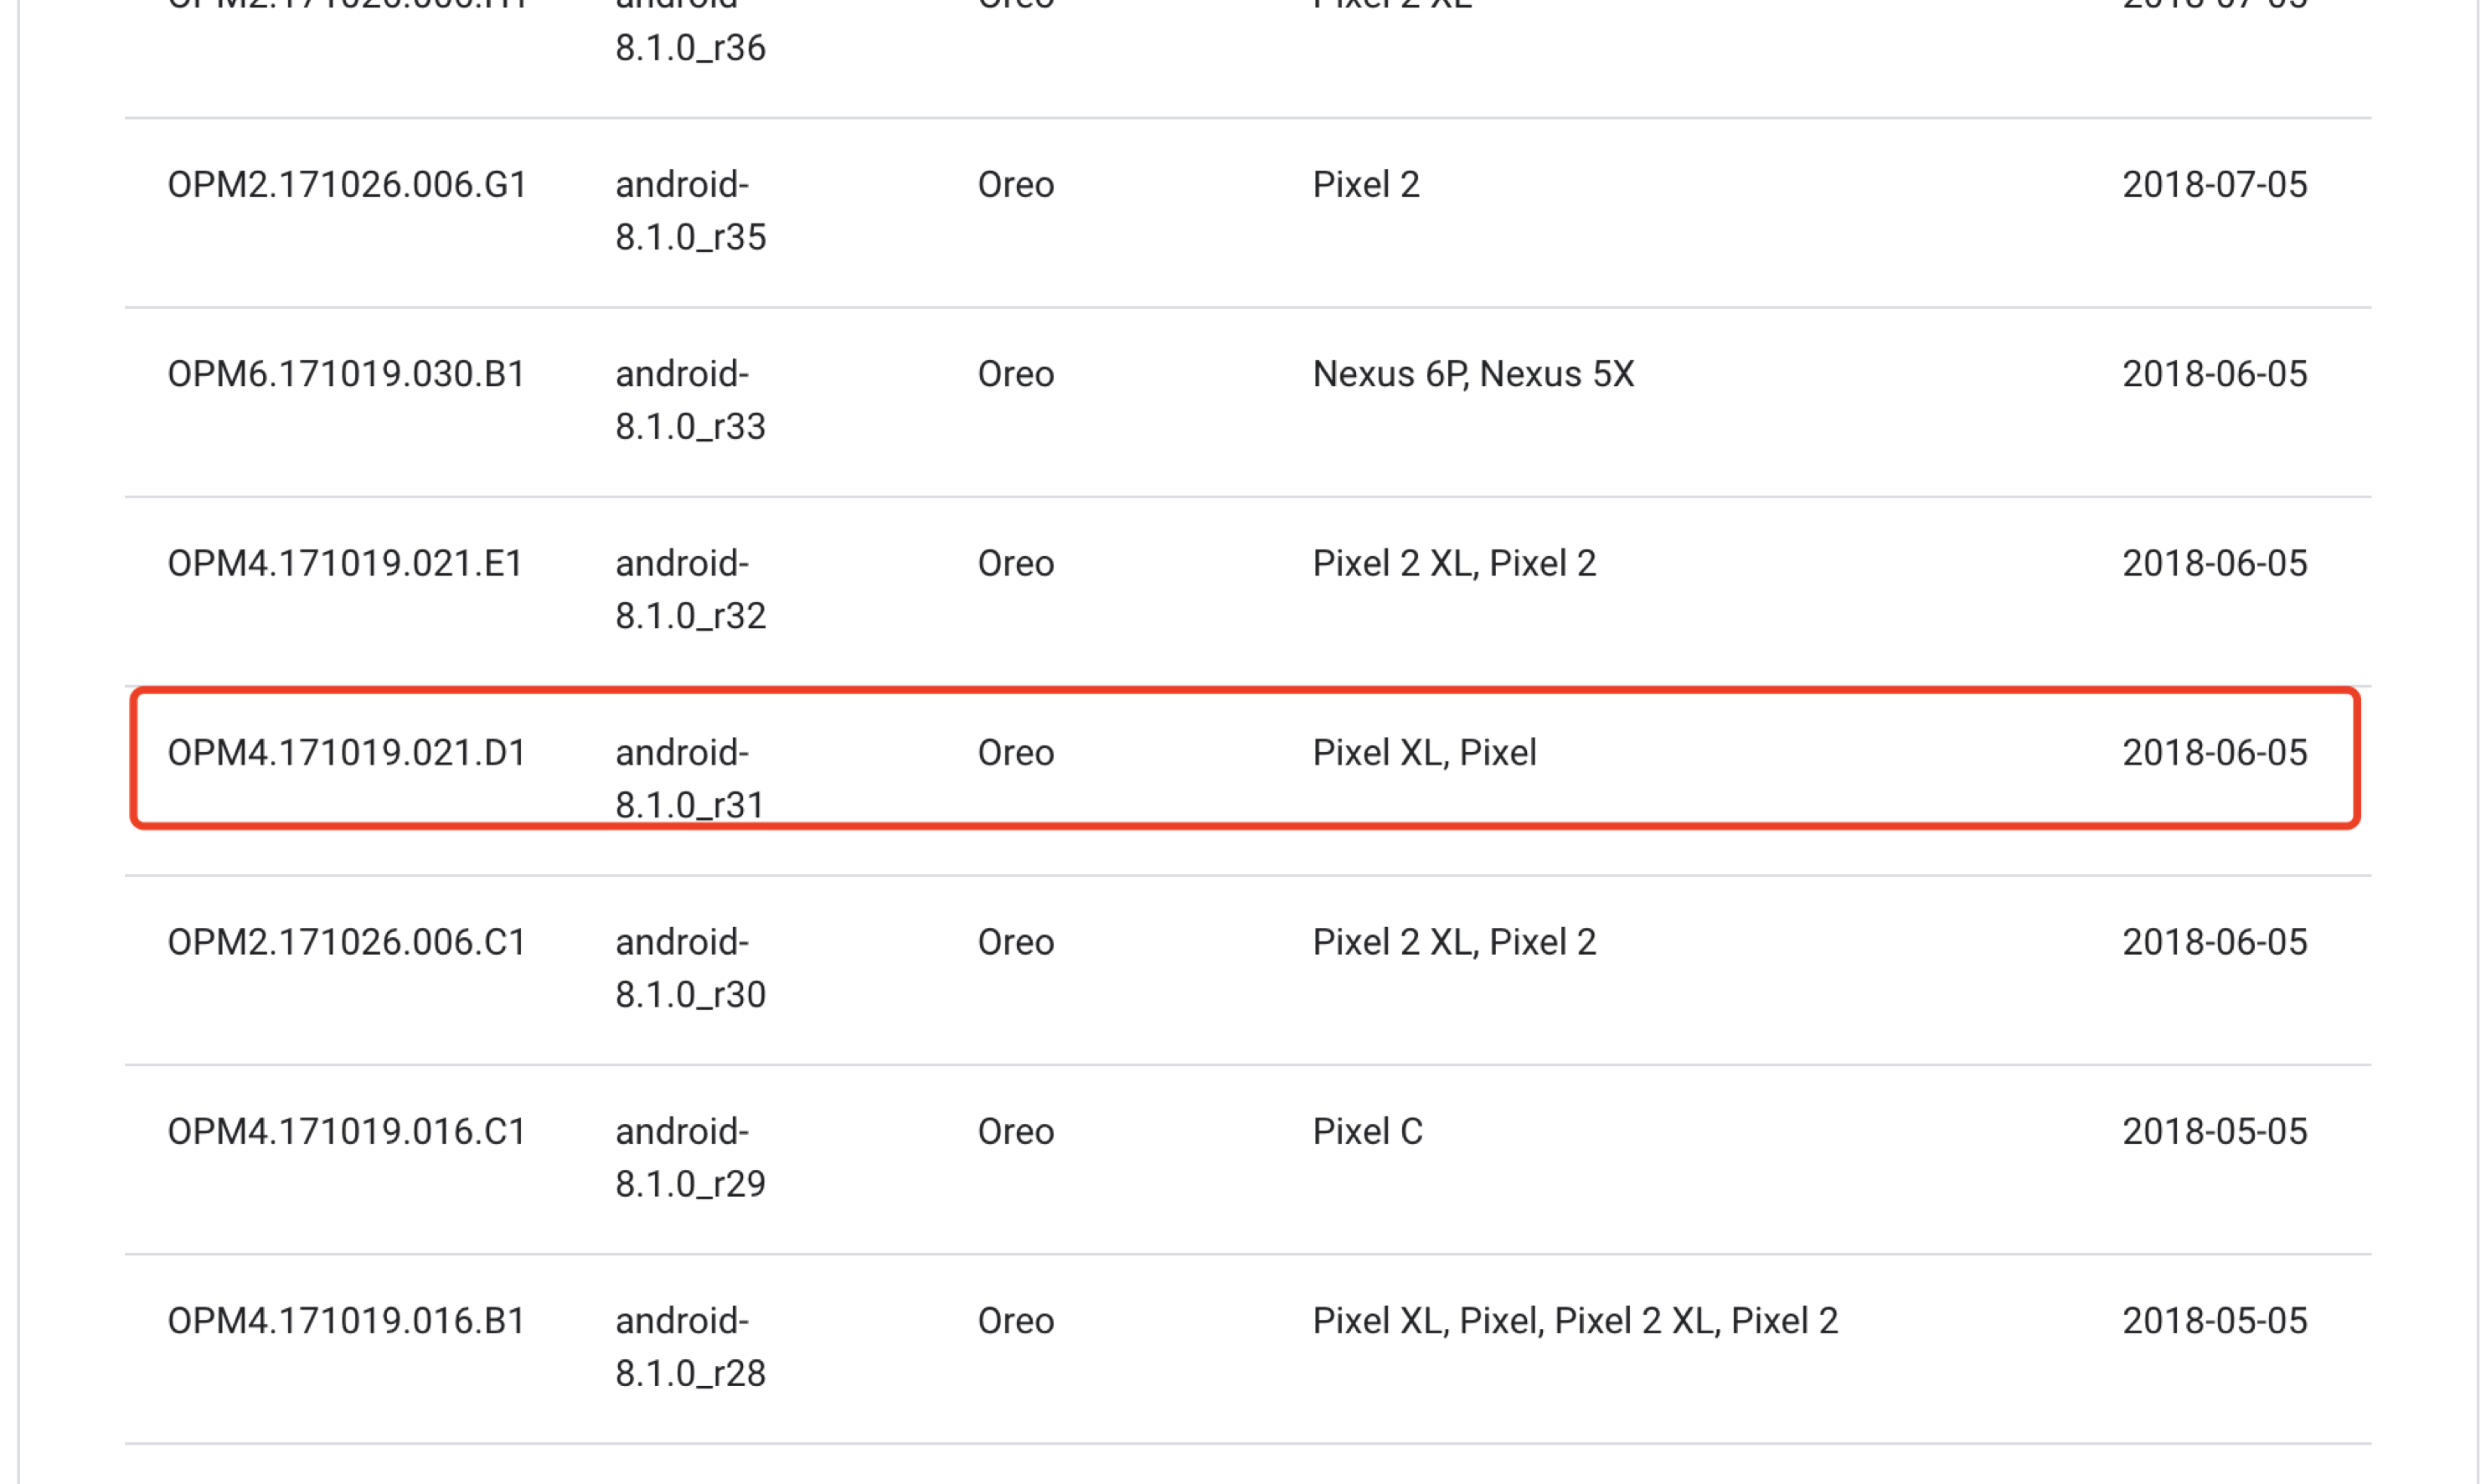 8.1.0_r36
OPM2.171026.006.G1 android- Oreo Pixel 2 2018-07-05
8.1.0_r35
OPM6.171019.030.B1 android- Oreo Nexus 6P, Nexus 5X 2018-06-05
8.1.0_r33
OPM4.171019.021.E1 android- Oreo Pixel 2 XL, Pixel 2 2018-06-05
8.1.0_r32
OPM4.171019.021.D1 android- Oreo Pixel XL, Pixel 2018-06-05
8.1.0_r31
OPM2.171026.006.C1 android- Oreo Pixel 2 XL, Pixel 2 2018-06-05
8.1.0_r30
OPM4.171019.016.C1 android- Oreo Pixel C 2018-05-05
8.1.0_r29
OPM4.171019.016.B1 android- Oreo Pixel XL, Pixel, Pixel 2 XL, Pixel 2 2018-05-05
8.1.0_r28